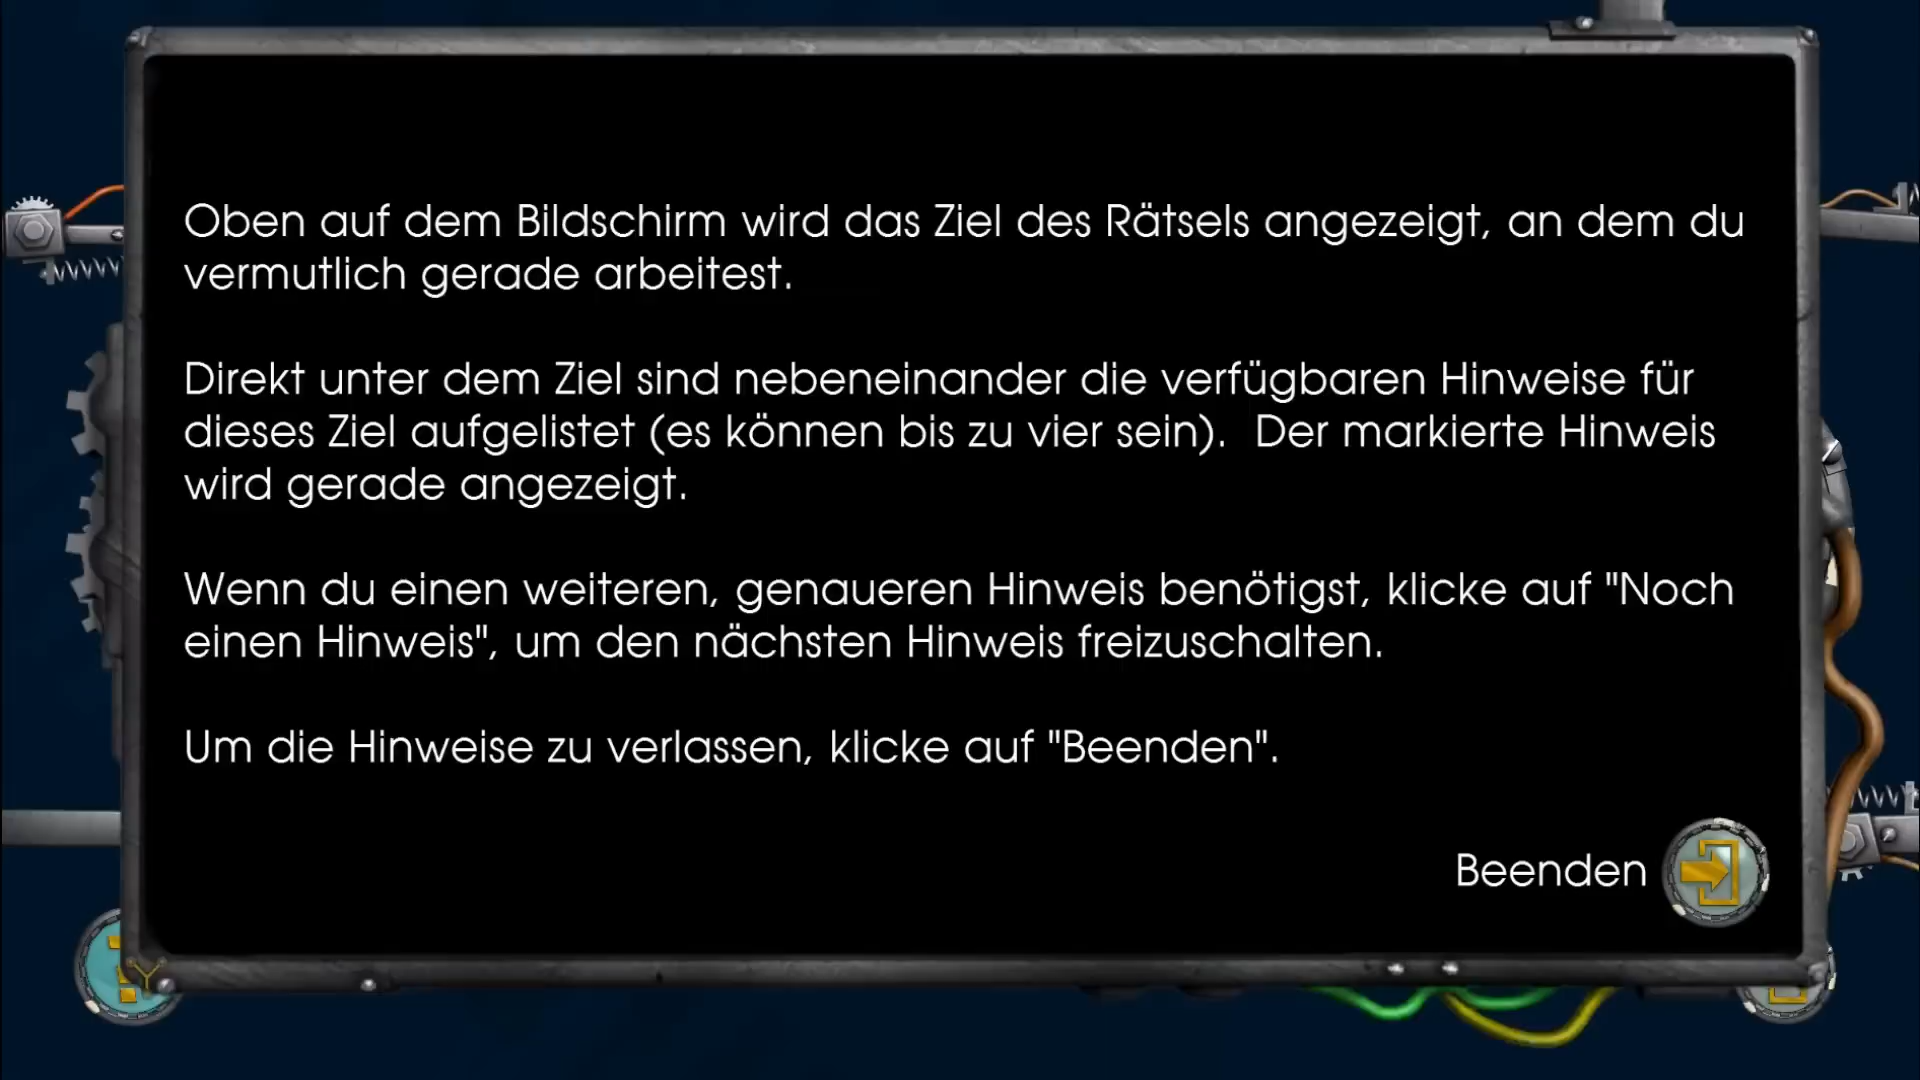 Oben auf dem Bildschirm wird das Ziel des Rätsels angezeigt, an dem du
vermutlich gerade arbeitest.
Direkt unter dem Ziel sind nebeneinander die verfügbaren Hinweise für
dieses Ziel aufgelistet (es können bis zu vier sein).  Der markierte Hinweis
wird gerade angezeigt.
Wenn du einen weiteren, genaueren Hinweis benötigst, klicke auf "Noch
einen Hinweis", um den nächsten Hinweis freizuschalten.
Um die Hinweise zu verlassen, klicke auf "Beenden".
Beenden